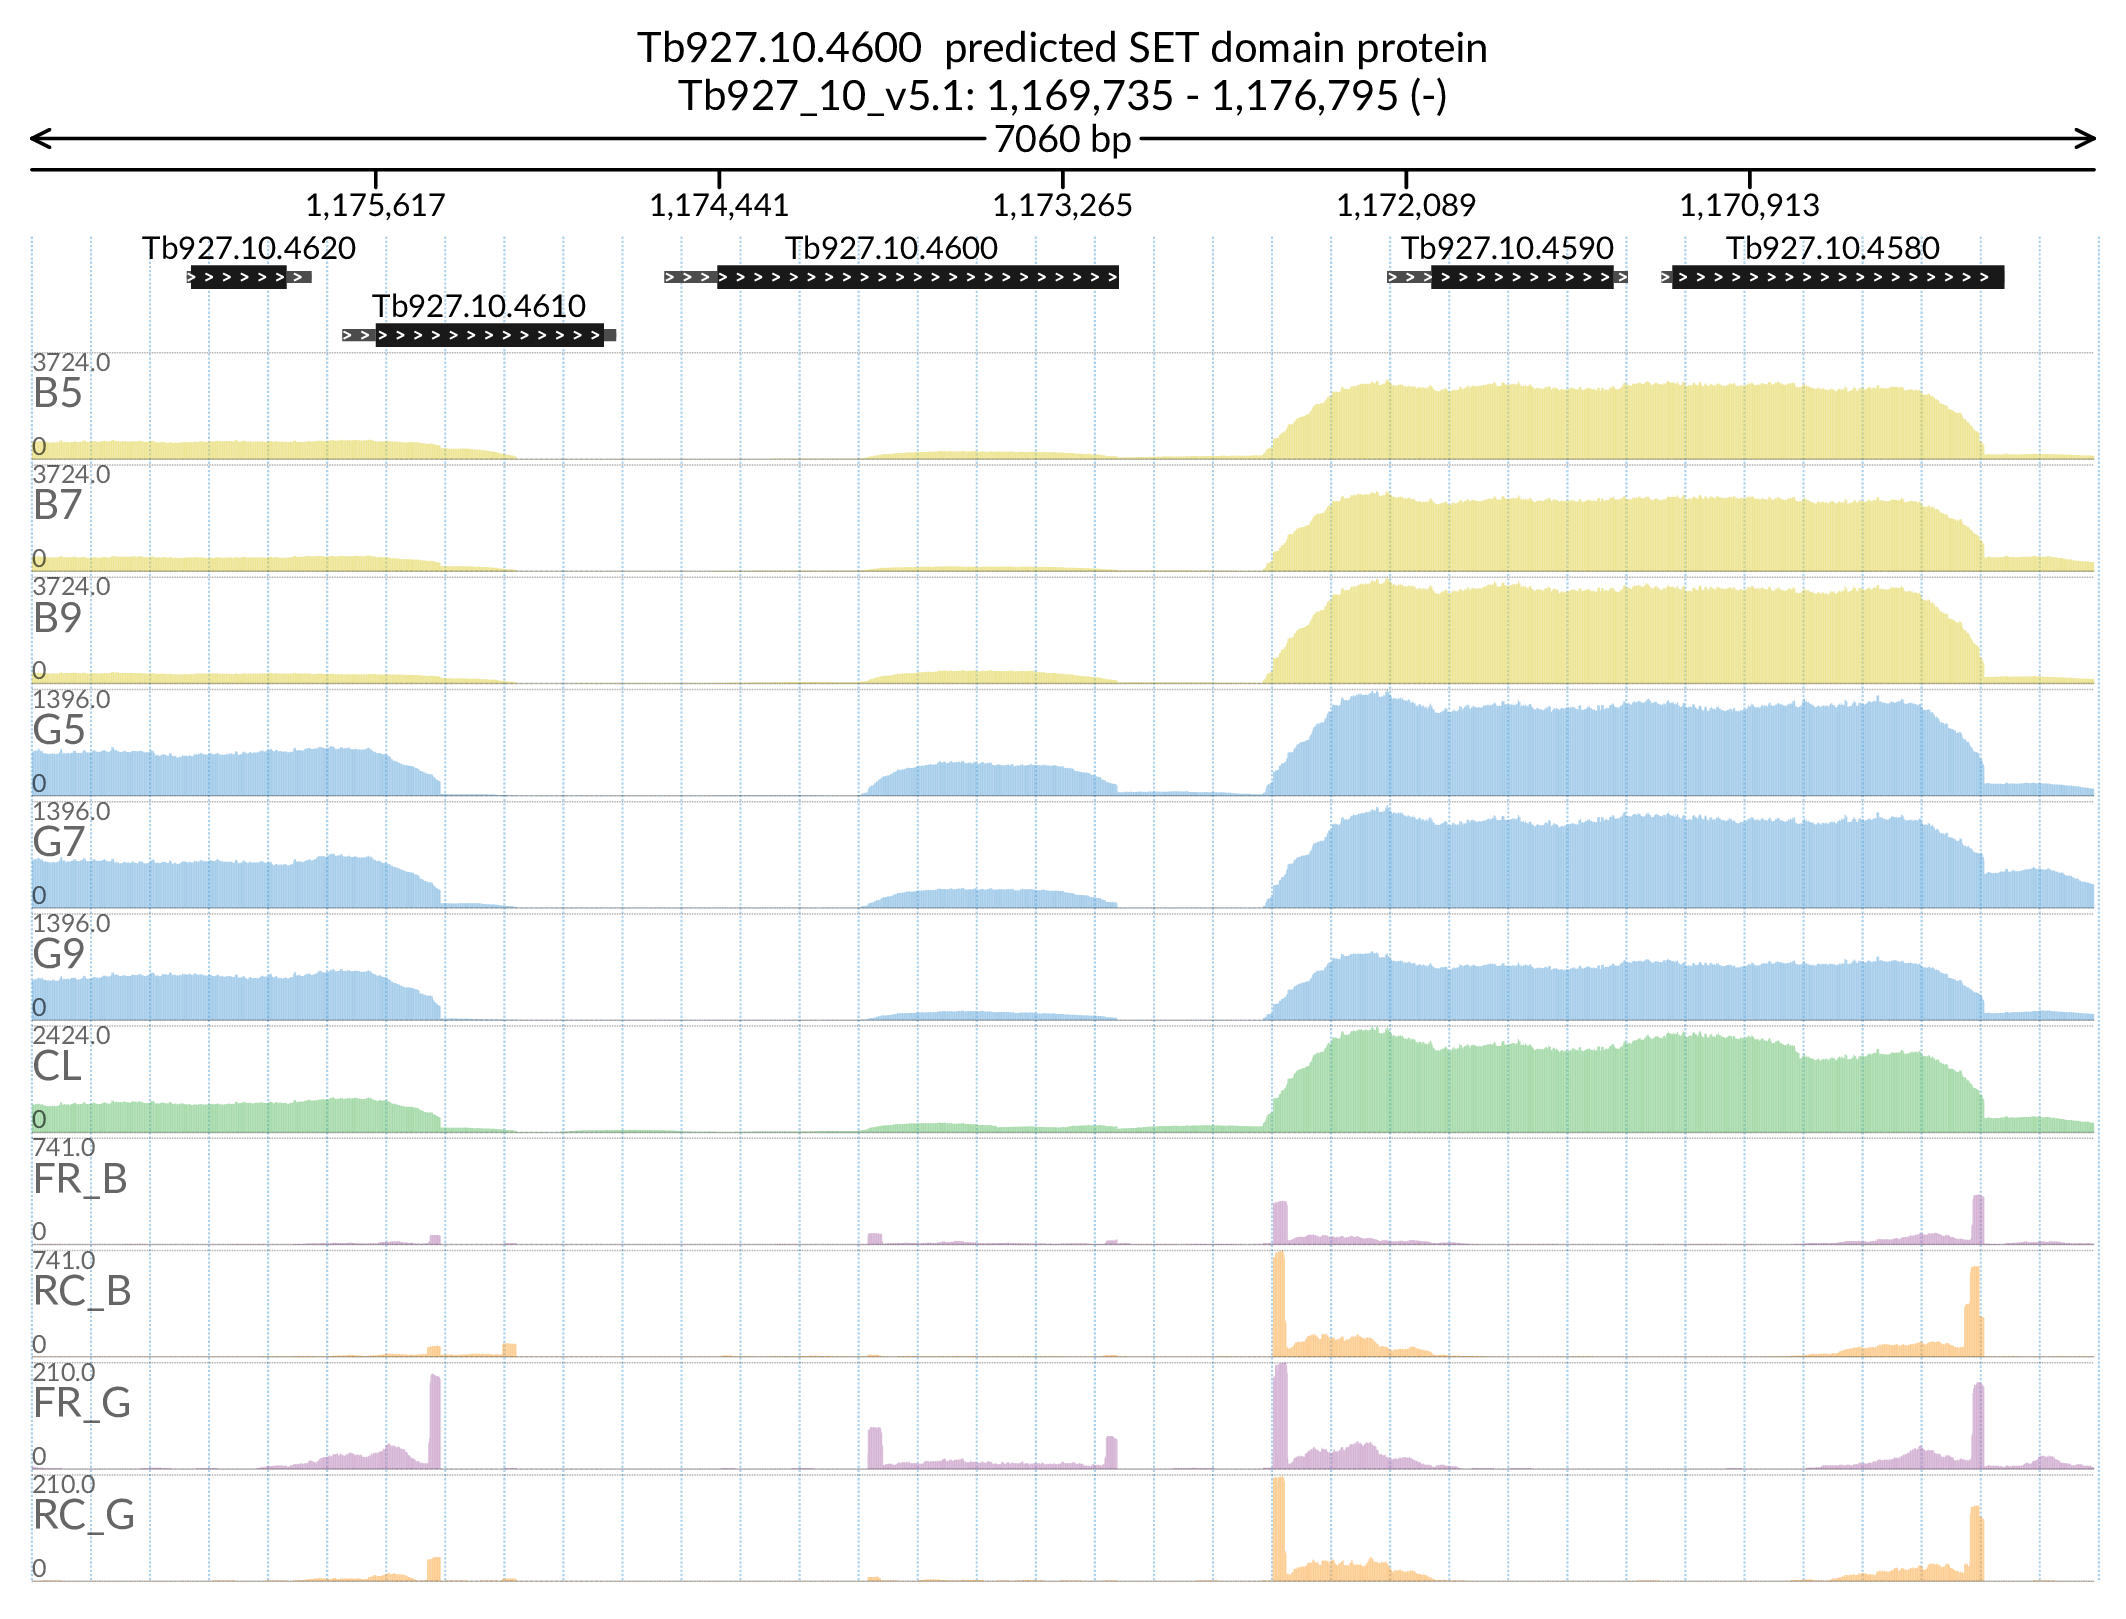 Tb927.10.4600  predicted SET domain protein
Tb927_10_v5.1: 1,169,735 - 1,176,795 (-)
7060 bp
1,175,617 1,174,441 1,173,265 1,172,089 1,170,913
Tb927.10.4620 Tb927.10.4600 Tb927.10.4590 Tb927.10.4580
Tb927.10.4610
3724.0
B5
0
3724.0
B7
0
3724.0
B9
0
1396.0
G5
0
1396.0
G7
0
1396.0
G9
0
2424.0
CL
0
741.0
FR_B
0
741.0
RC_B
0
210.0
FR_G
0
210.0
RC_G
0